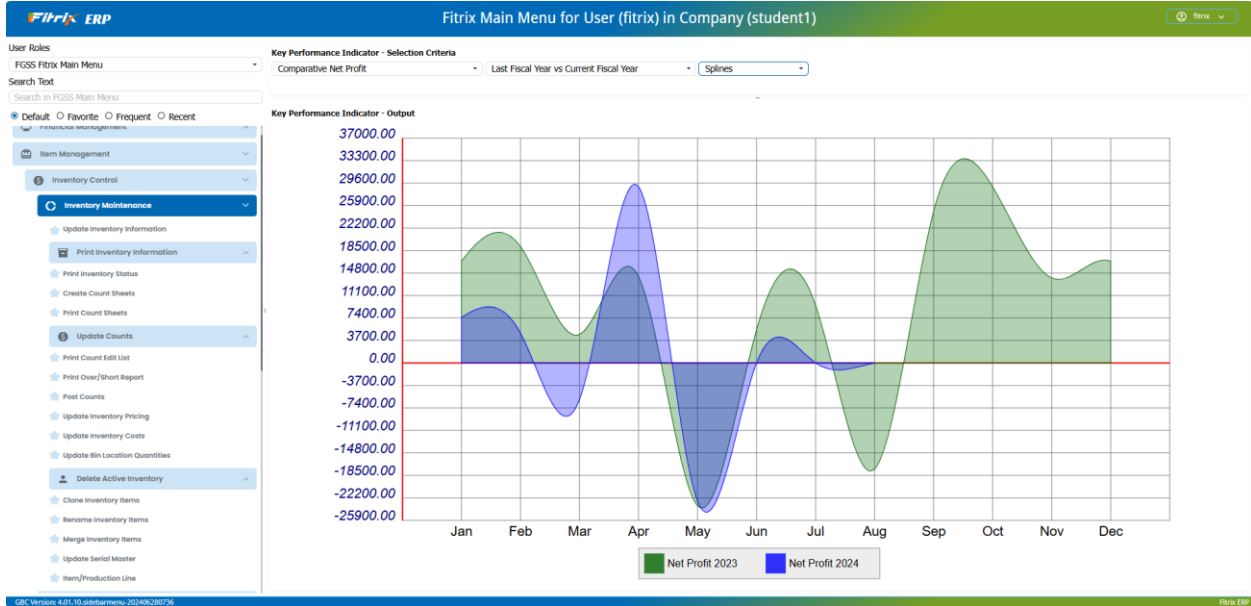 Fitrix ERP
Fitrix Main Menu for User (fitrix) in Company (student1)
fitrix
User Roles
FGSS Fitrix Main Menu
Search Text
Search in FGSS Main Menu
Default Favorite Frequent Recent
Financial Management
Item Management
Inventory Control
Inventory Maintenance
Update Inventory Information
Print Inventory Information
Print Inventory Status
Create Count Sheets
Print Count Sheets
Update Counts
Print Count Edit List
Print Over/Short Report
Post Counts
Update Inventory Pricing
Update Inventory Costs
Update Bin Location Quantities
Delete Active Inventory
Clone Inventory Items
Rename Inventory Items
Merge Inventory Items
Update Serial Master
Item/Production Line
Key Performance Indicator - Selection Criteria
Comparative Net Profit Last Fiscal Year vs Current Fiscal Year Splines
Key Performance Indicator - Output
37000.00
33300.00
29600.00
25900.00
22200.00
18500.00
14800.00
11100.00
7400.00
3700.00
0.00
-3700.00
-7400.00
-11100.00
-14800.00
-18500.00
-22200.00
-25900.00
Jan Feb Mar Apr May Jun Jul Aug Sep Oct Nov Dec
Net Profit 2023 Net Profit 2024
GBC Version: 4.01.10.sidebarmenu-202406280736
Fitrix ERP